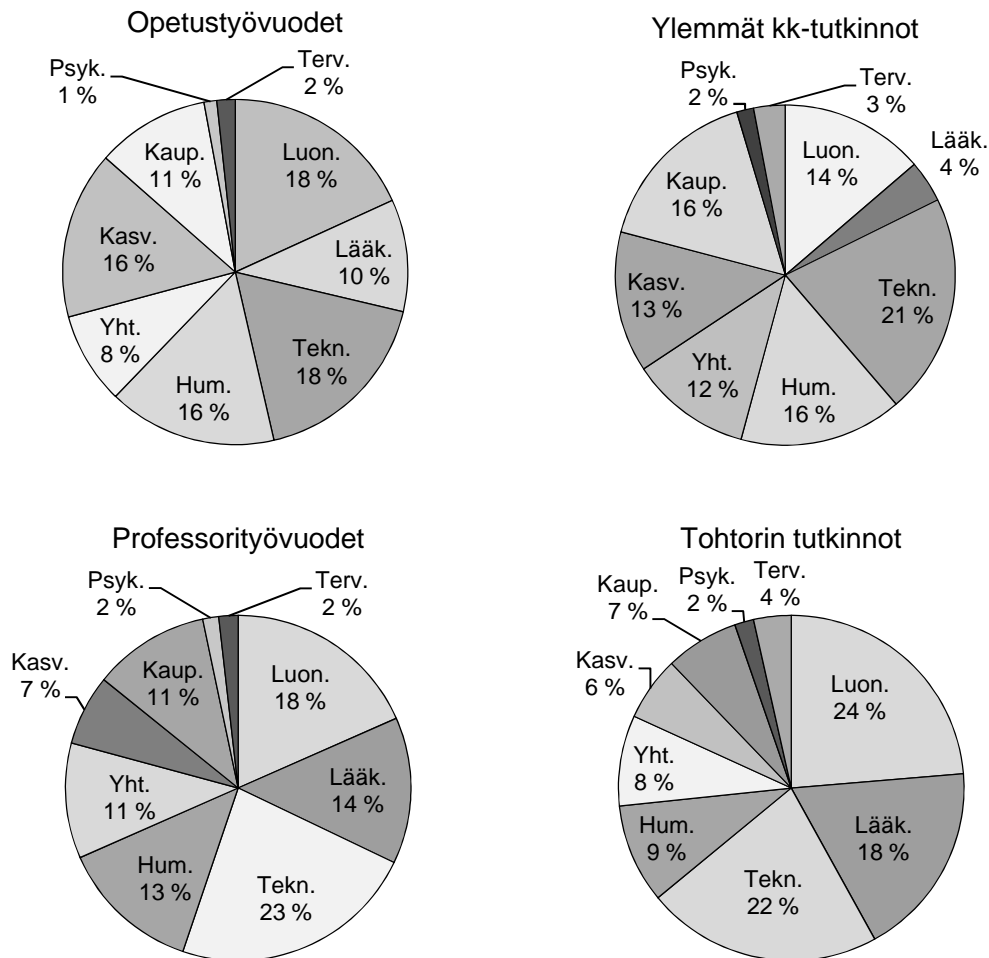 Opetustyövuodet
Psyk.
1 %
Terv.
2 %
Luon.
18 %
Lääk.
10 %
Tekn.
18 %
Hum.
16 %
Yht.
8 %
Kasv.
16 %
Kaup.
11 %
Ylemmät kk-tutkinnot
Psyk.
2 %
Terv.
3 %
Luon.
14 %
Lääk.
4 %
Tekn.
21 %
Hum.
16 %
Yht.
12 %
Kasv.
13 %
Kaup.
16 %
Professorityövuodet
Psyk.
2 %
Terv.
2 %
Luon.
18 %
Lääk.
14 %
Tekn.
23 %
Hum.
13 %
Yht.
11 %
Kasv.
7 %
Kaup.
11 %
Tohtorin tutkinnot
Psyk.
2 %
Terv.
4 %
Luon.
24 %
Lääk.
18 %
Tekn.
22 %
Hum.
9 %
Yht.
8 %
Kasv.
6 %
Kaup.
7 %